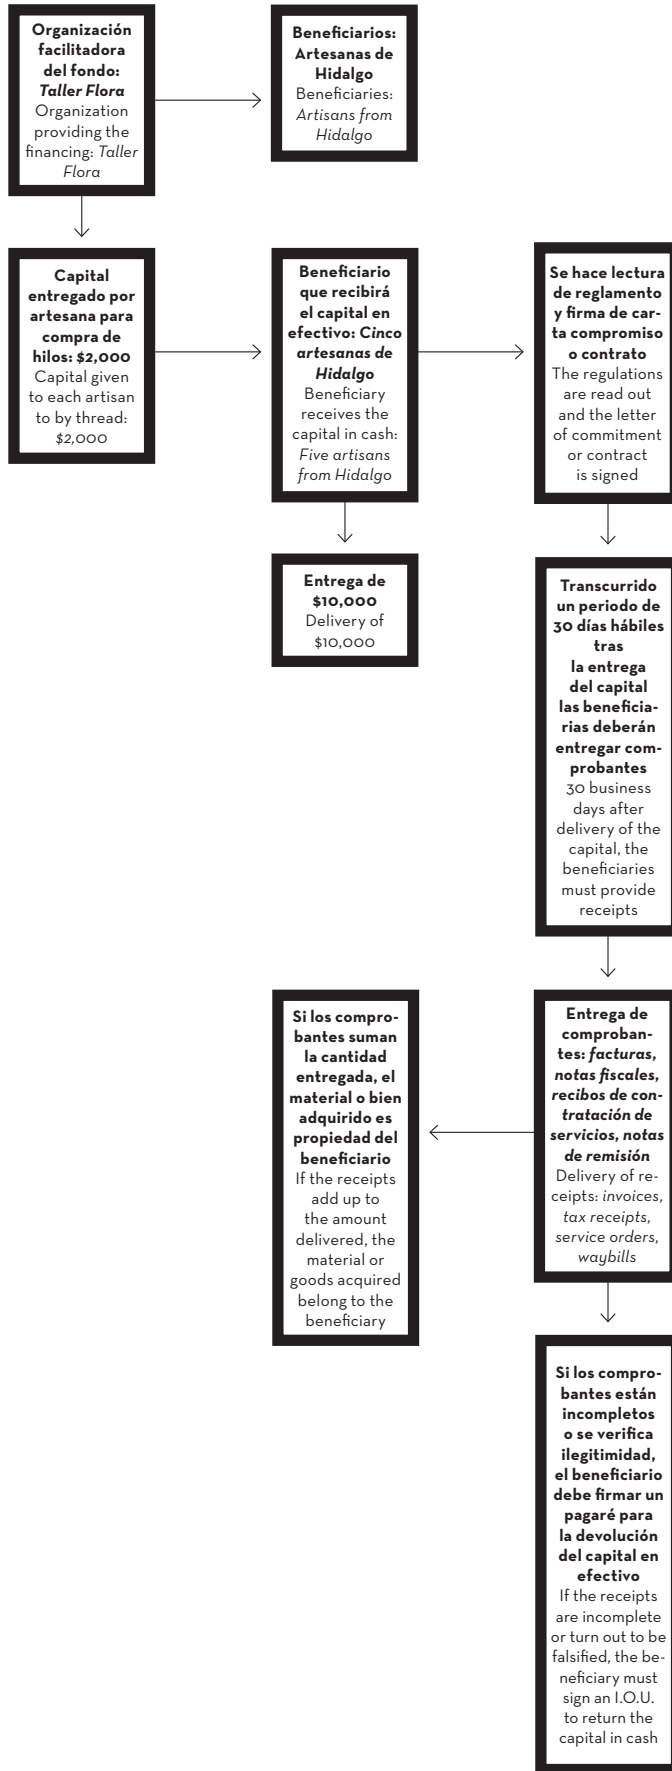 Organización
facilitadora
del fondo:
Taller Flora
Organization
providing the
financing: Taller
Flora
Beneficiarios:
Artesanas de
Hidalgo
Beneficiaries:
Artisans from
Hidalgo
Capital
entregado por
artesana para
compra de
hilos: $2,000
Capital given
to each artisan
to by thread:
$2,000
Beneficiario
que recibirá
el capital en
efectivo: Cinco
artesanas de
Hidalgo
Beneficiary
receives the
capital in cash:
Five artisans
from Hidalgo
Se hace lectura
de reglamento
y firma de car-
ta compromiso
o contrato
The regulations
are read out
and the letter
of commitment
or contract
is signed
Entrega de
$10,000
Delivery of
$10,000
Transcurrido
un periodo de
30 días hábiles
tras
la entrega
del capital
las beneficia-
rias deberán
entregar com-
probantes
30 business
days after
delivery of the
capital, the
beneficiaries
must provide
receipts
Si los compro-
bantes suman
la cantidad
entregada, el
material o bien
adquirido es
propiedad del
beneficiario
If the receipts
add up to
the amount
delivered, the
material or
goods acquired
belong to the
beneficiary
Entrega de
comproban-
tes: facturas,
notas fiscales,
recibos de con-
tratación de
servicios, notas
de remisión
Delivery of re-
ceipts: invoices,
tax receipts,
service orders,
waybills
Si los compro-
bantes están
incompletos
o se verifica
ilegitimidad,
el beneficiario
debe firmar un
pagaré para
la devolución
del capital en
efectivo
If the receipts
are incomplete
or turn out to be
falsified, the be-
neficiary must
sign an I.O.U.
to return the
capital in cash